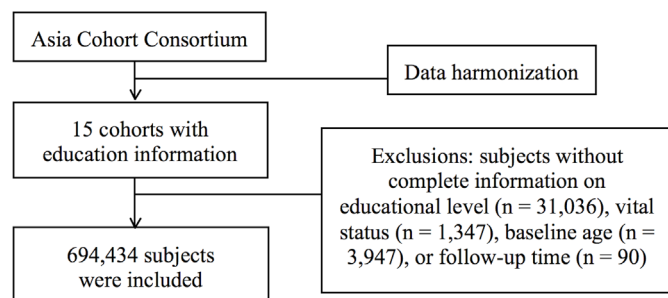 Asia Cohort Consortium
Data harmonization
15 cohorts with
education information
Exclusions: subjects without
complete information on
educational level (n = 31,036), vital
status (n = 1,347), baseline age (n =
3,947), or follow-up time (n = 90)
694,434 subjects
were included